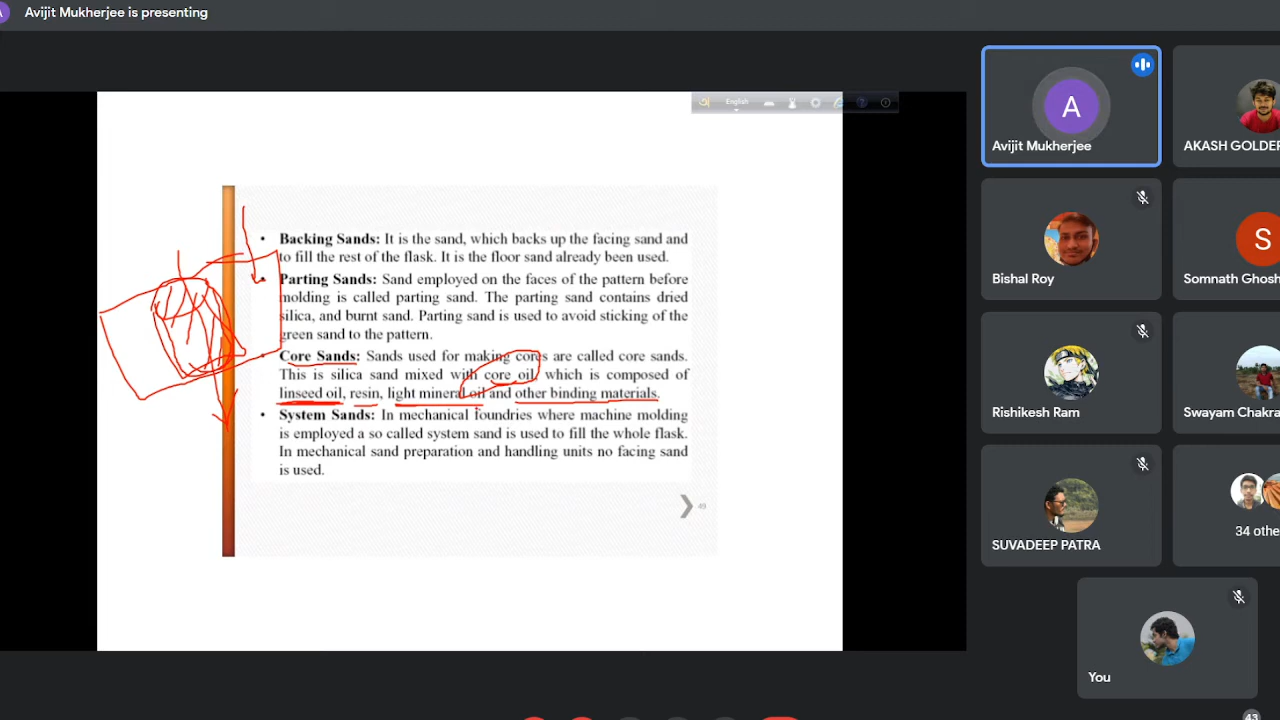 Avijit Mukherjee is presenting
English
• Backing Sands: It is the sand, which backs up the facing sand and
to fill the rest of the flask. It is the floor sand already been used.
• Parting Sands: Sand employed on the faces of the pattern before
molding is called parting sand. The parting sand contains dried
silica, and burnt sand. Parting sand is used to avoid sticking of the
green sand to the pattern.
• Core Sands: Sands used for making cores are called core sands.
This is silica sand mixed with core oil, which is composed of
linseed oil, resin, light mineral oil and other binding materials.
• System Sands: In mechanical foundries where machine molding
is employed a so called system sand is used to fill the whole flask.
In mechanical sand preparation and handling units no facing sand
is used.
49
A
Avijit Mukherjee
AKASH GOLDER
Bishal Roy
S
Somnath Ghosh
Rishikesh Ram
Swayam Chakra
SUVADEEP PATRA
34 othe
You
43